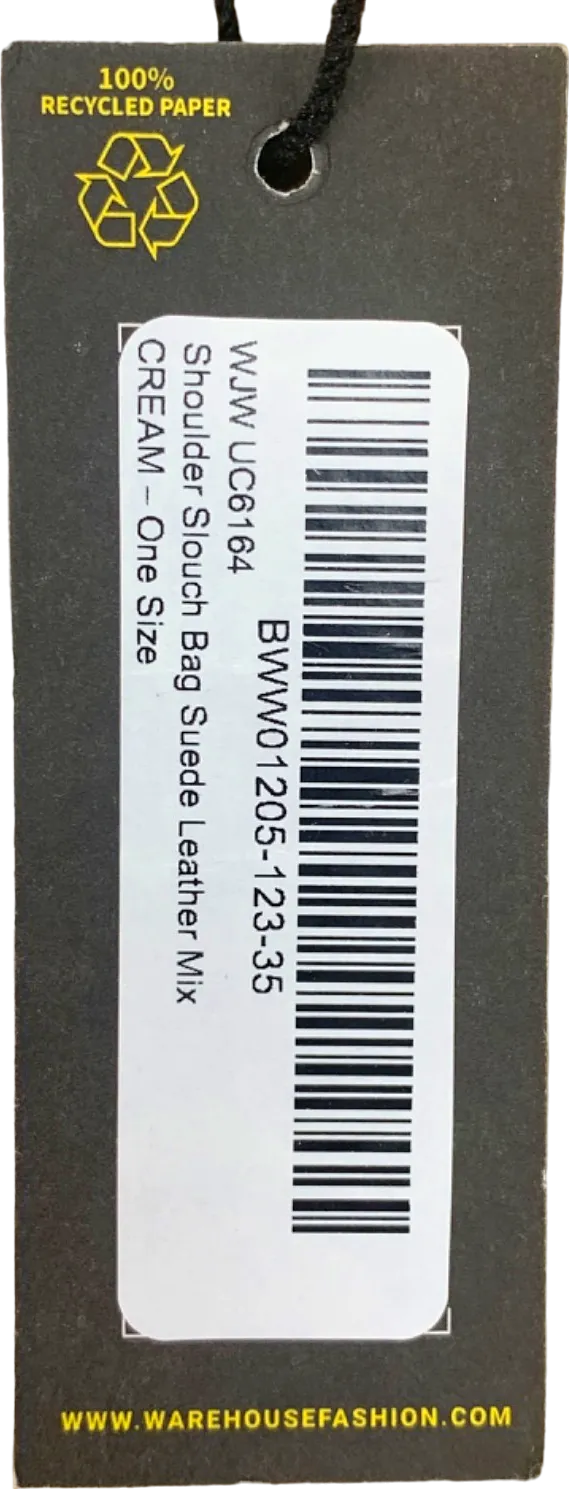 100%
RECYCLED PAPER
BWW01205-123-35
WJW UC6164
Shoulder Slouch Bag Suede Leather Mix
CREAM – One Size
WWW.WAREHOUSEFASHION.COM